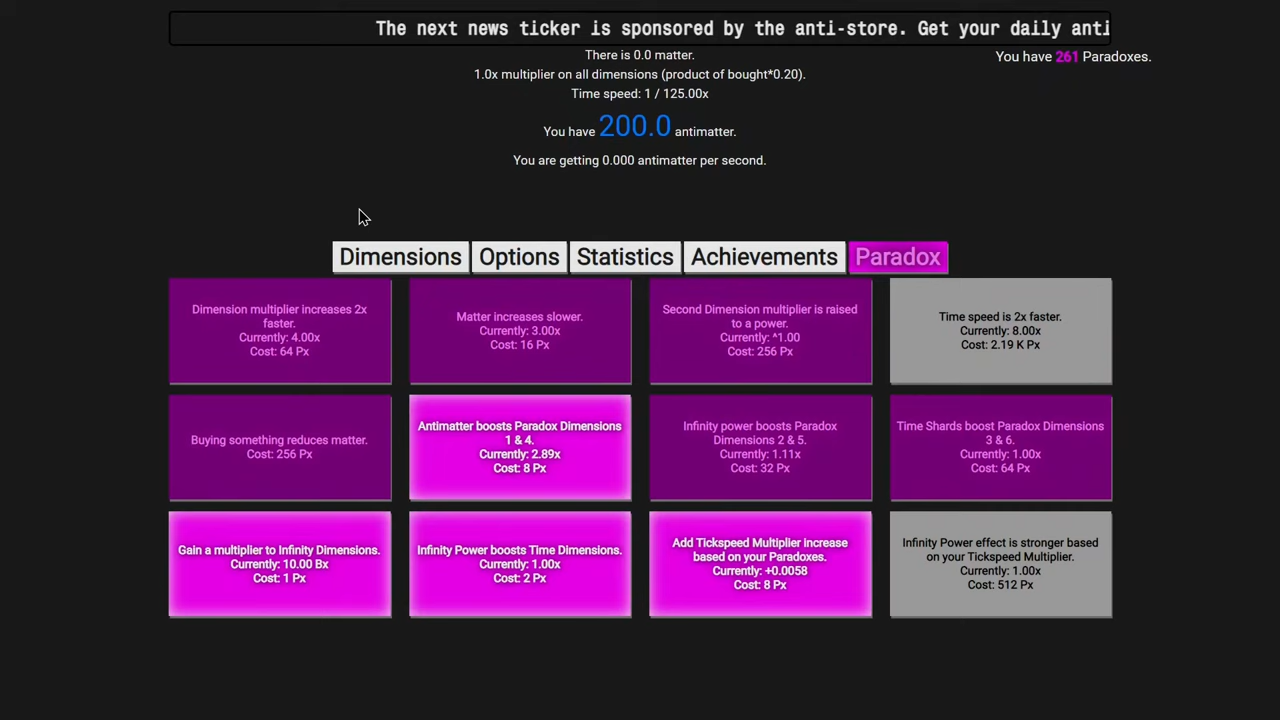 The next news ticker is sponsored by the anti-store. Get your daily anti
There is 0.0 matter.
You have 261 Paradoxes.
1.0x multiplier on all dimensions (product of bought*0.20).
Time speed: 1 / 125.00x
You have 200.0 antimatter.
You are getting 0.000 antimatter per second.
Dimensions
Options
Statistics
Achievements
Paradox
Dimension multiplier increases 2x
faster.
Currently: 4.00x
Cost: 64 Px
Matter increases slower.
Currently: 3.00x
Cost: 16 Px
Second Dimension multiplier is raised
to a power.
Currently: ^1.00
Cost: 256 Px
Time speed is 2x faster.
Currently: 8.00x
Cost: 2.19 K Px
Buying something reduces matter.
Cost: 256 Px
Antimatter boosts Paradox Dimensions
1 & 4.
Currently: 2.89x
Cost: 8 Px
Infinity power boosts Paradox
Dimensions 2 & 5.
Currently: 1.11x
Cost: 32 Px
Time Shards boost Paradox Dimensions
3 & 6.
Currently: 1.00x
Cost: 64 Px
Gain a multiplier to Infinity Dimensions.
Currently: 10.00 Bx
Cost: 1 Px
Infinity Power boosts Time Dimensions.
Currently: 1.00x
Cost: 2 Px
Add Tickspeed Multiplier increase
based on your Paradoxes.
Currently: +0.0058
Cost: 8 Px
Infinity Power effect is stronger based
on your Tickspeed Multiplier.
Currently: 1.00x
Cost: 512 Px